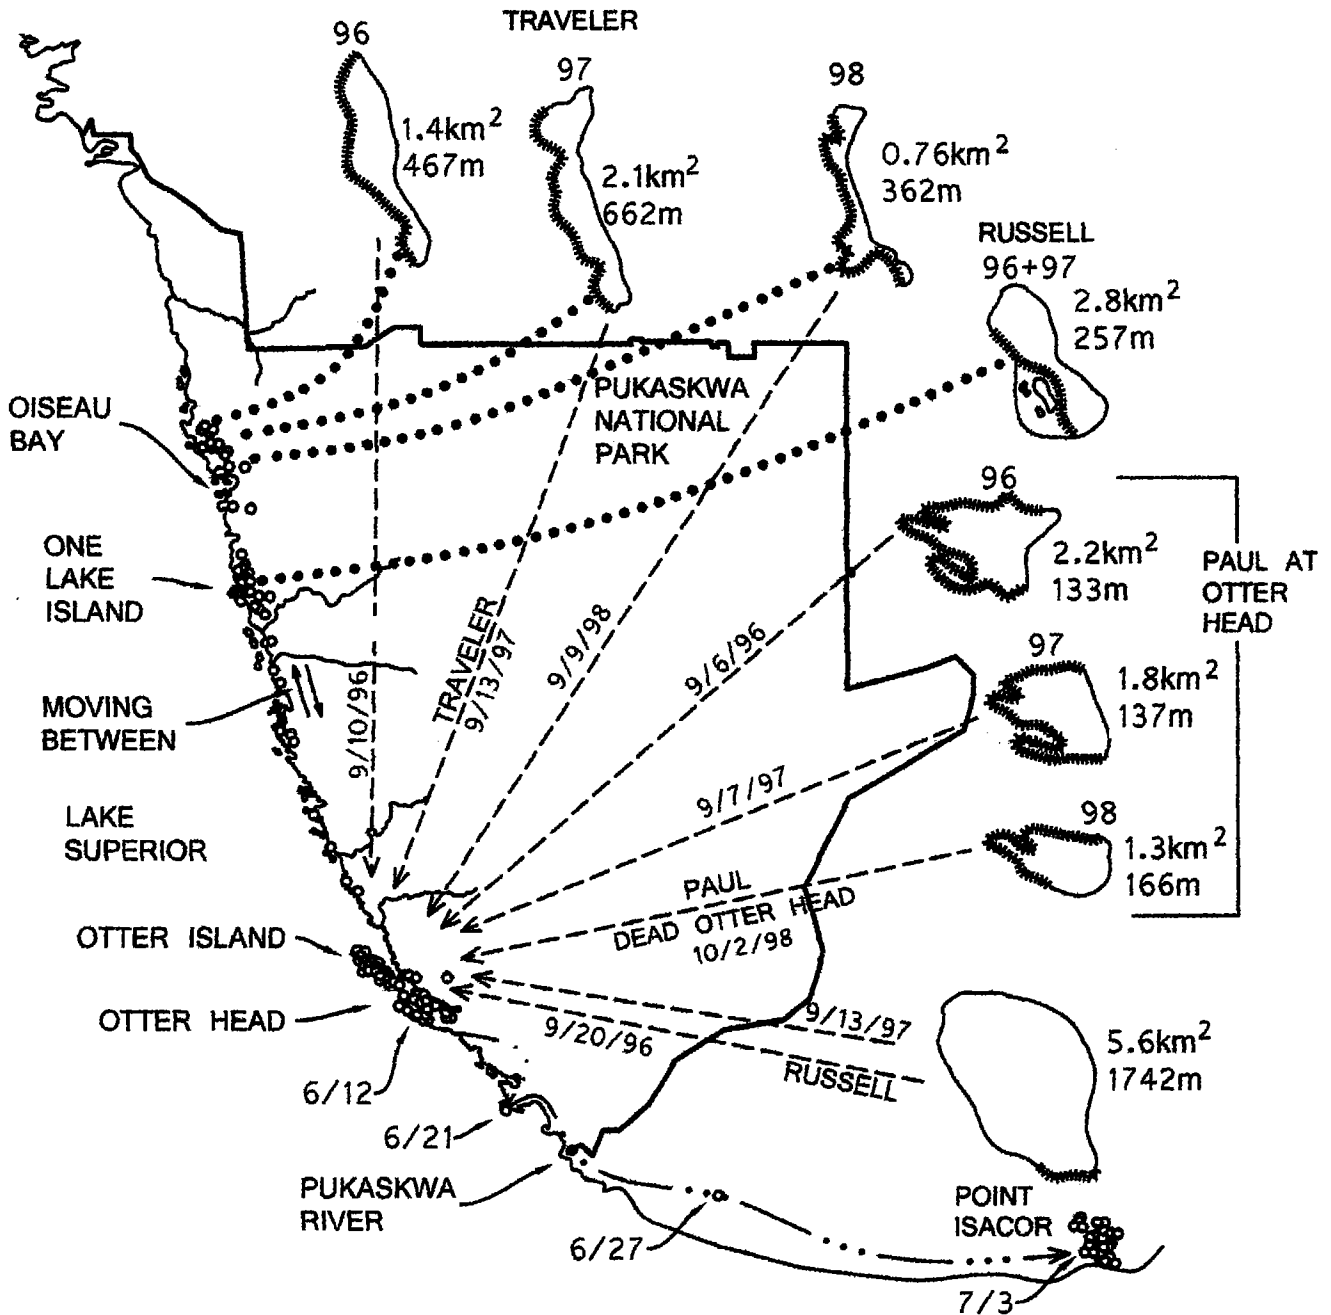 TRAVELER
96
97
98
1.4km²
467m
2.1km²
662m
0.76km²
362m
RUSSELL
96+97
2.8km²
257m
PUKASKWA
NATIONAL
PARK
OISEAU
BAY
ONE
LAKE
ISLAND
MOVING
BETWEEN
LAKE
SUPERIOR
9/10/96
TRAVELER
9/13/97
9/9/98
9/6/96
9/7/97
96
2.2km²
133m
PAUL AT
OTTER
HEAD
97
1.8km²
137m
98
1.3km²
166m
PAUL
DEAD OTTER HEAD
10/2/98
OTTER ISLAND
OTTER HEAD
9/13/97
9/20/96
RUSSELL
5.6km²
1742m
6/12
6/21
PUKASKWA
RIVER
6/27
POINT
ISACOR
7/3